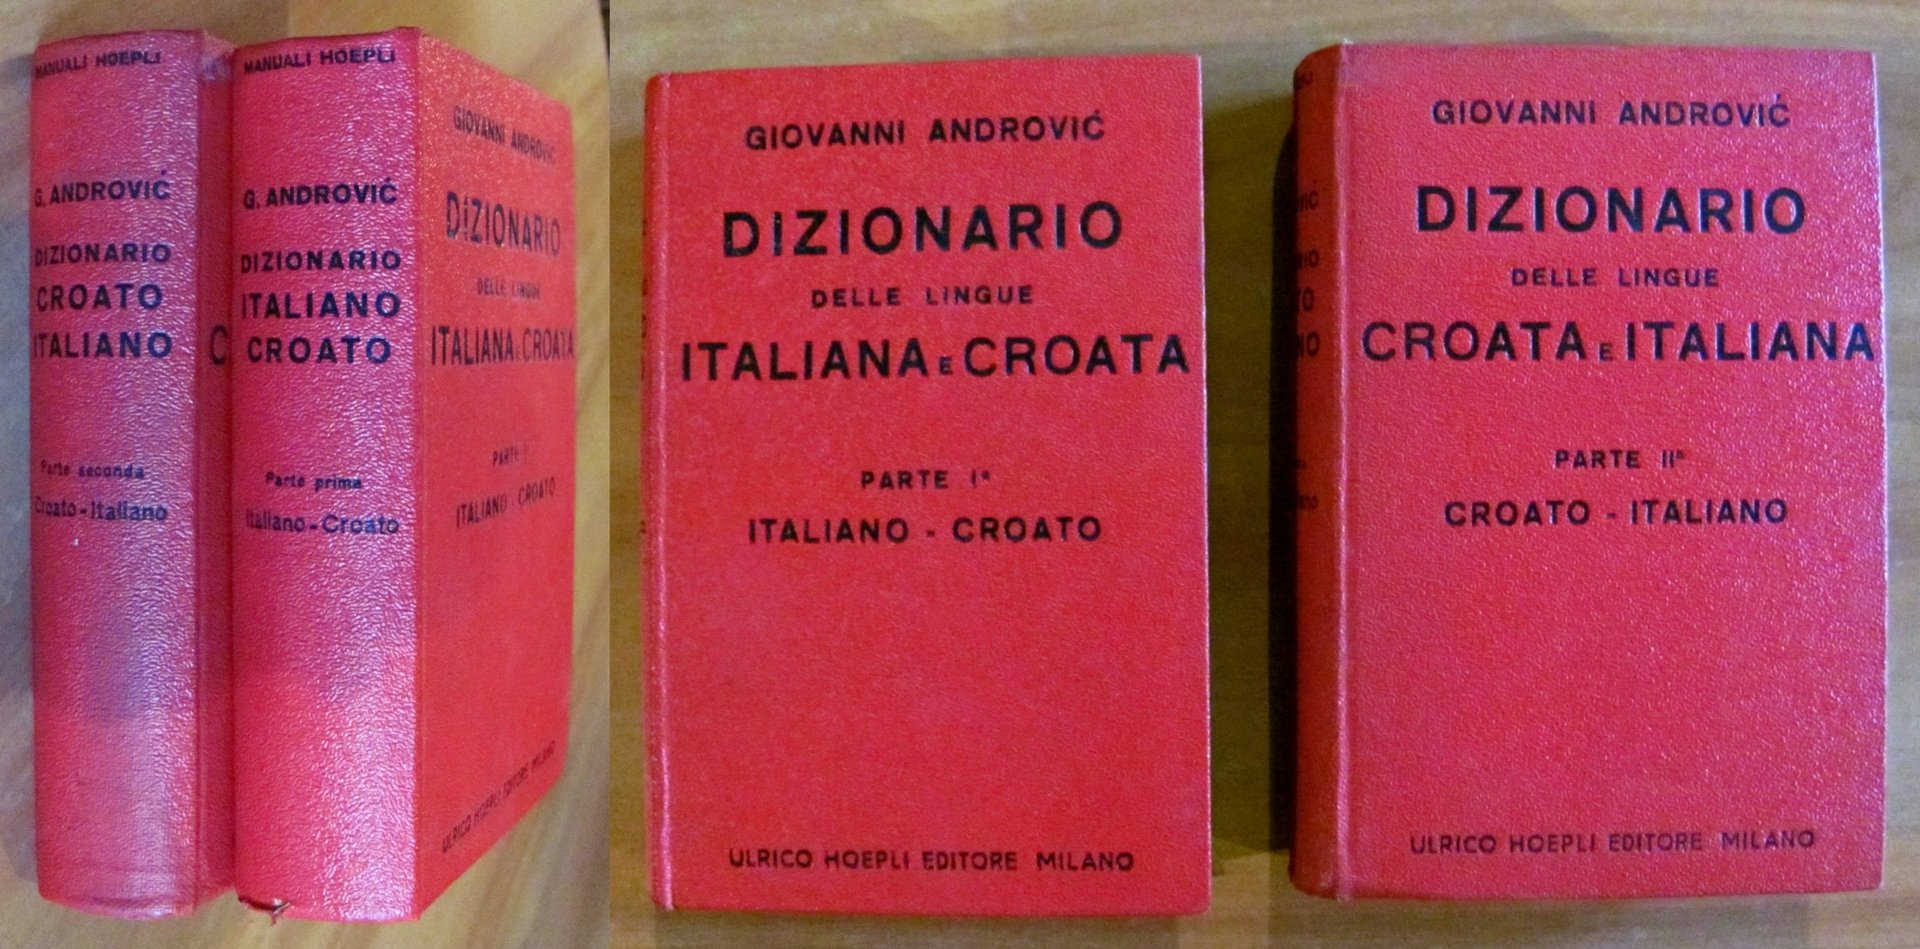 MANUALI HOEPLI
G. ANDROVIĆ
DIZIONARIO
CROATO
ITALIANO
Parte seconda
Croato - Italiano
C
MANUALI HOEPLI
G. ANDROVIĆ
DIZIONARIO
ITALIANO
CROATO
Parte prima
Italiano - Croato
GIOVANNI ANDROVIĆ
DIZIONARIO
DELLE LINGUE
ITALIANA E CROATA
PARTE Iª
ITALIANO - CROATO
ULRICO HOEPLI EDITORE MILANO
GIOVANNI ANDROVIĆ
DIZIONARIO
DELLE LINGUE
ITALIANA E CROATA
PARTE Iª
ITALIANO - CROATO
ULRICO HOEPLI EDITORE MILANO
GIOVANNI ANDROVIĆ
DIZIONARIO
DELLE LINGUE
CROATA E ITALIANA
PARTE IIª
CROATO - ITALIANO
ULRICO HOEPLI EDITORE MILANO